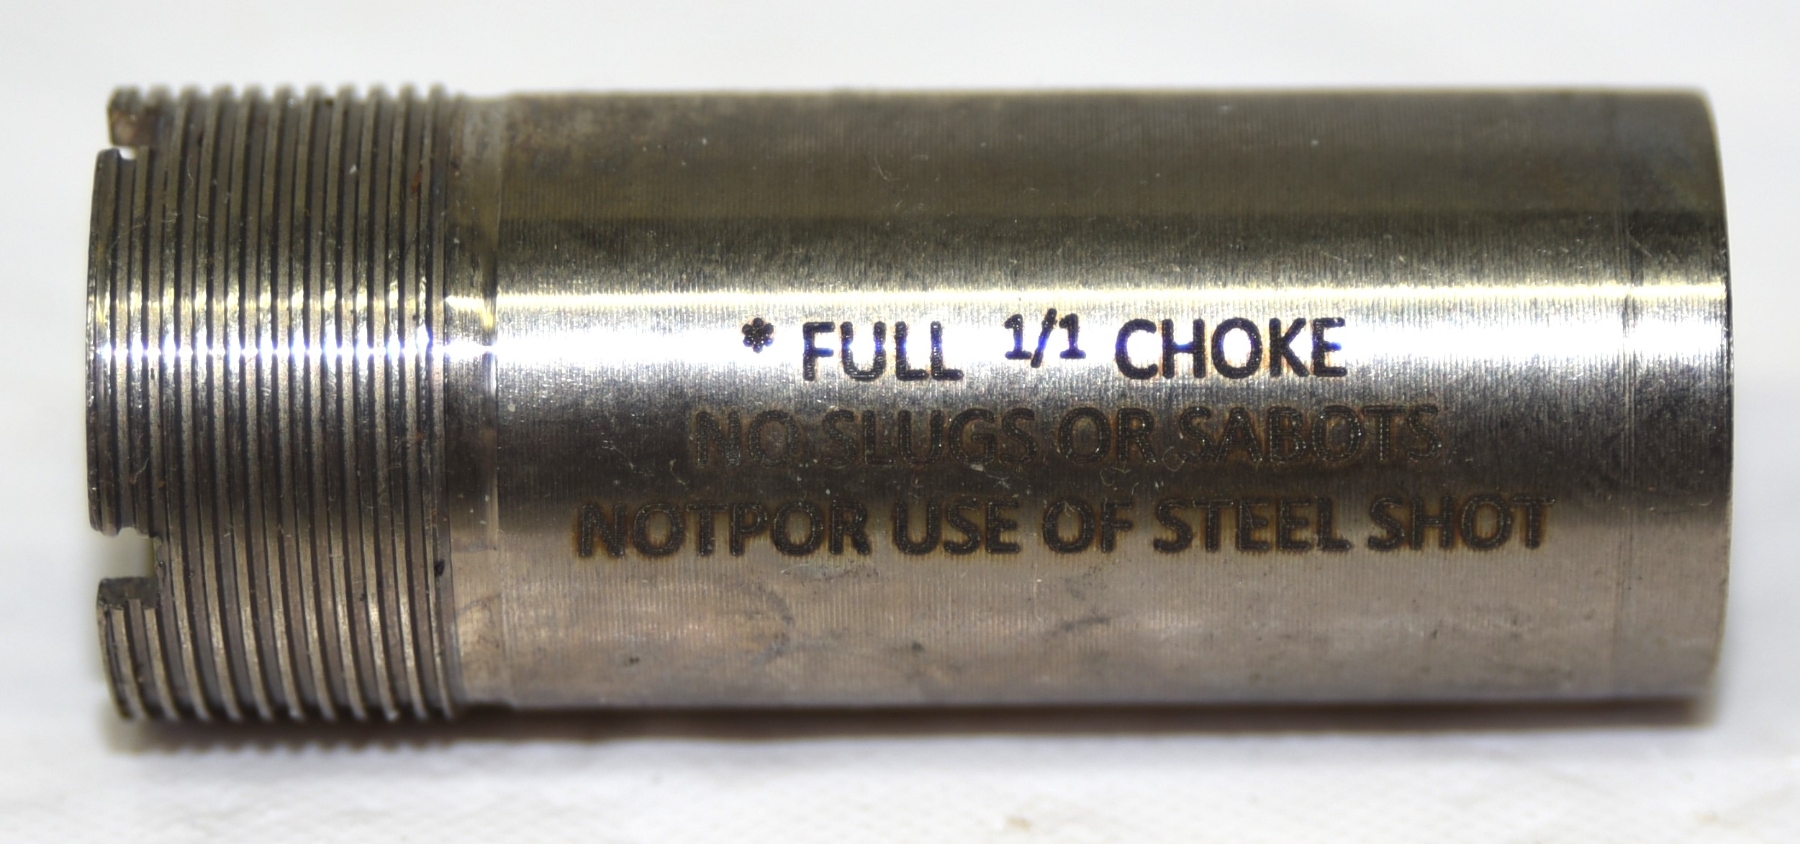 * FULL 1/1 CHOKE
NO SLUGS OR SABOTS
NOTPOR USE OF STEEL SHOT